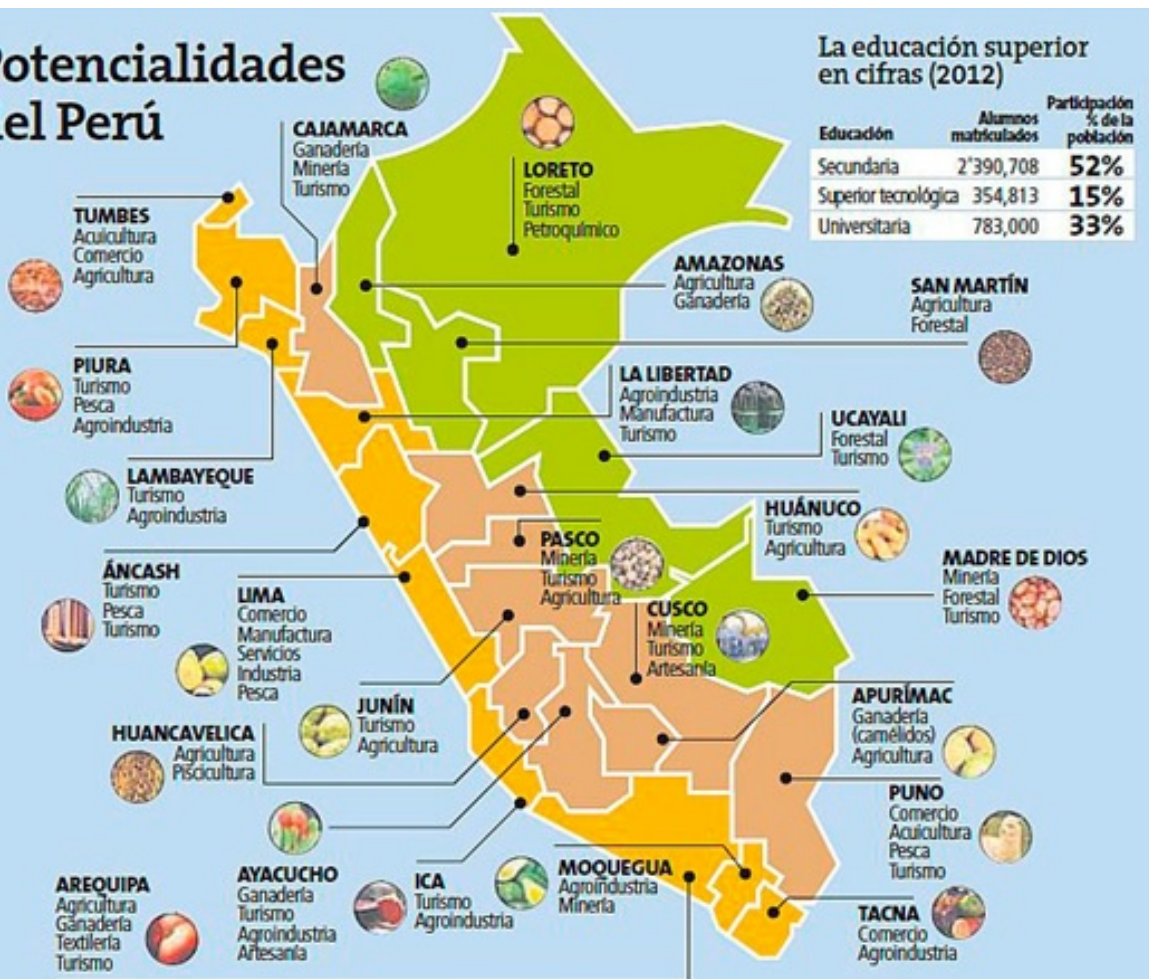 otencialidades
el Perú
La educación superior
en cifras (2012)
Educación Alumnos matriculados Participación % de la población
Secundaria 2'390,708 52%
Superior tecnológica 354,813 15%
Universitaria 783,000 33%
CAJAMARCA
Ganadería
Minería
Turismo
LORETO
Forestal
Turismo
Petroquímico
TUMBES
Acuicultura
Comercio
Agricultura
AMAZONAS
Agricultura
Ganadería
SAN MARTÍN
Agricultura
Forestal
PIURA
Turismo
Pesca
Agroindustria
LA LIBERTAD
Agroindustria
Manufactura
Turismo
UCAYALI
Forestal
Turismo
LAMBAYEQUE
Turismo
Agroindustria
HUÁNUCO
Turismo
Agricultura
PASCO
Minería
Turismo
Agricultura
MADRE DE DIOS
Minería
Forestal
Turismo
ÁNCASH
Turismo
Pesca
Turismo
LIMA
Comercio
Manufactura
Servicios
Industria
Pesca
CUSCO
Minería
Turismo
Artesanía
JUNÍN
Turismo
Agricultura
APURÍMAC
Ganadería
(camélidos)
Agricultura
HUANCAVELICA
Agricultura
Piscicultura
PUNO
Comercio
Acuicultura
Pesca
Turismo
AREQUIPA
Agricultura
Ganadería
Textilería
Turismo
AYACUCHO
Ganadería
Turismo
Agroindustria
Artesanía
ICA
Turismo
Agroindustria
MOQUEGUA
Agroindustria
Minería
TACNA
Comercio
Agroindustria